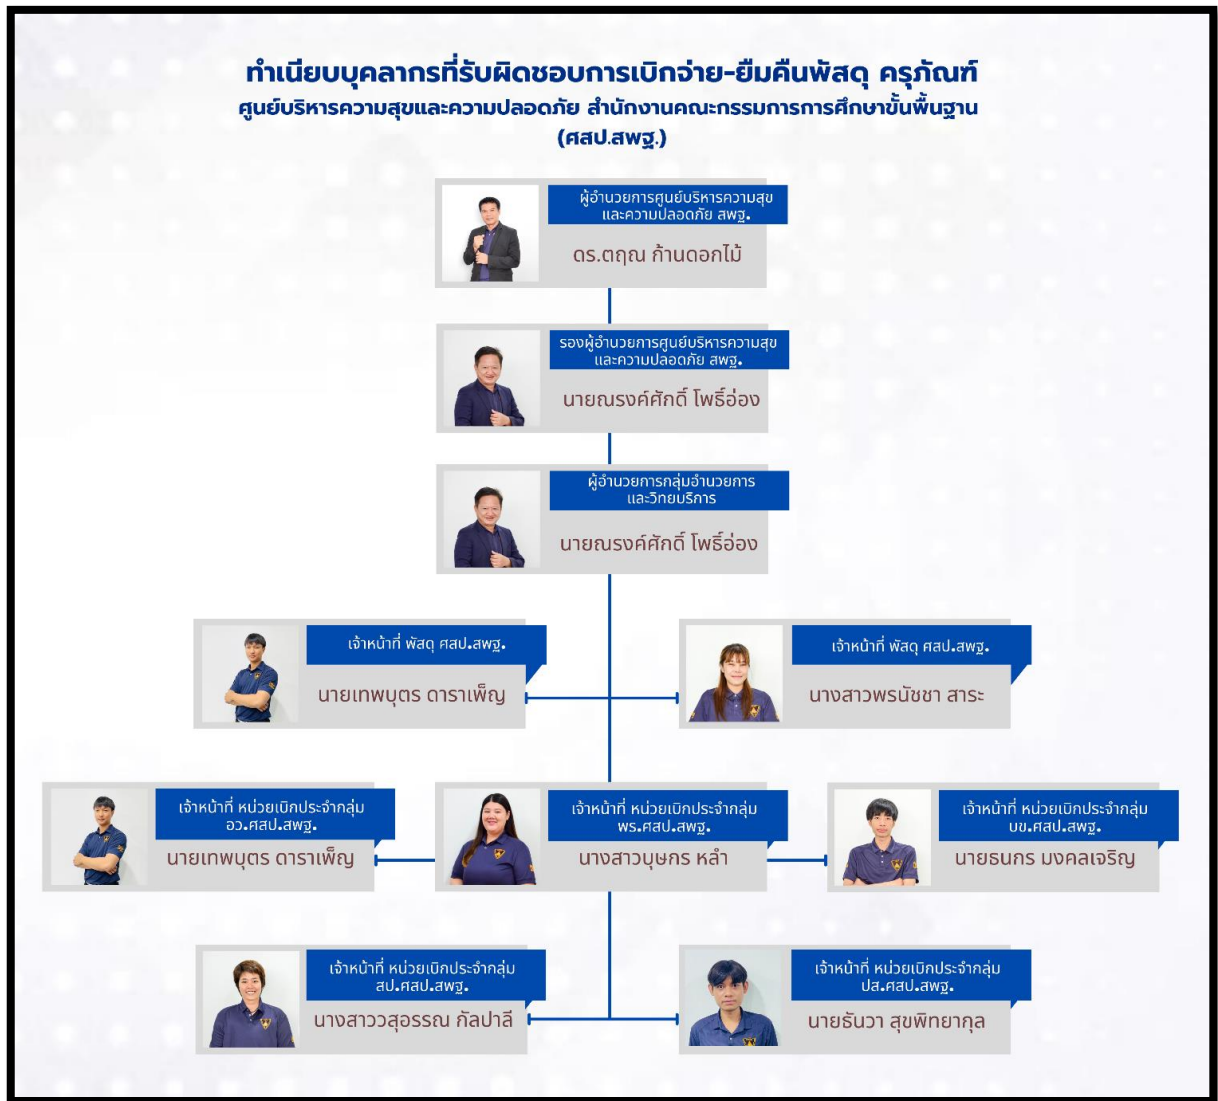 ทำเนียบบุคลากรที่รับผิดชอบการเบิกจ่าย-ยืมคืนพัสดุ ครุภัณฑ์
ศูนย์บริหารความสุขและความปลอดภัย สำนักงานคณะกรรมการการศึกษาขั้นพื้นฐาน
(ศสป.สพฐ.)
ผู้อำนวยการศูนย์บริหารความสุข
และความปลอดภัย สพฐ.
ดร.ตฤณ ก้านดอกไม้
รองผู้อำนวยการศูนย์บริหารความสุข
และความปลอดภัย สพฐ.
นายณรงค์ศักดิ์ โพธิ์อ่อง
ผู้อำนวยการกลุ่มอำนวยการ
และวิทยบริการ
นายณรงค์ศักดิ์ โพธิ์อ่อง
เจ้าหน้าที่ พัสดุ ศสป.สพฐ.
นายเทพบุตร ดาราเพ็ญ
เจ้าหน้าที่ พัสดุ ศสป.สพฐ.
นางสาวพรนัชชา สาระ
เจ้าหน้าที่ หน่วยเบิกประจำกลุ่ม
อว.ศสป.สพฐ.
นายเทพบุตร ดาราเพ็ญ
เจ้าหน้าที่ หน่วยเบิกประจำกลุ่ม
พร.ศสป.สพฐ.
นางสาวบุษกร หลำ
เจ้าหน้าที่ หน่วยเบิกประจำกลุ่ม
บข.ศสป.สพฐ.
นายธนกร มงคลเจริญ
เจ้าหน้าที่ หน่วยเบิกประจำกลุ่ม
สป.ศสป.สพฐ.
นางสาววสุอรรณ กัลปาลี
เจ้าหน้าที่ หน่วยเบิกประจำกลุ่ม
ปส.ศสป.สพฐ.
นายธันวา สุขพิทยากุล